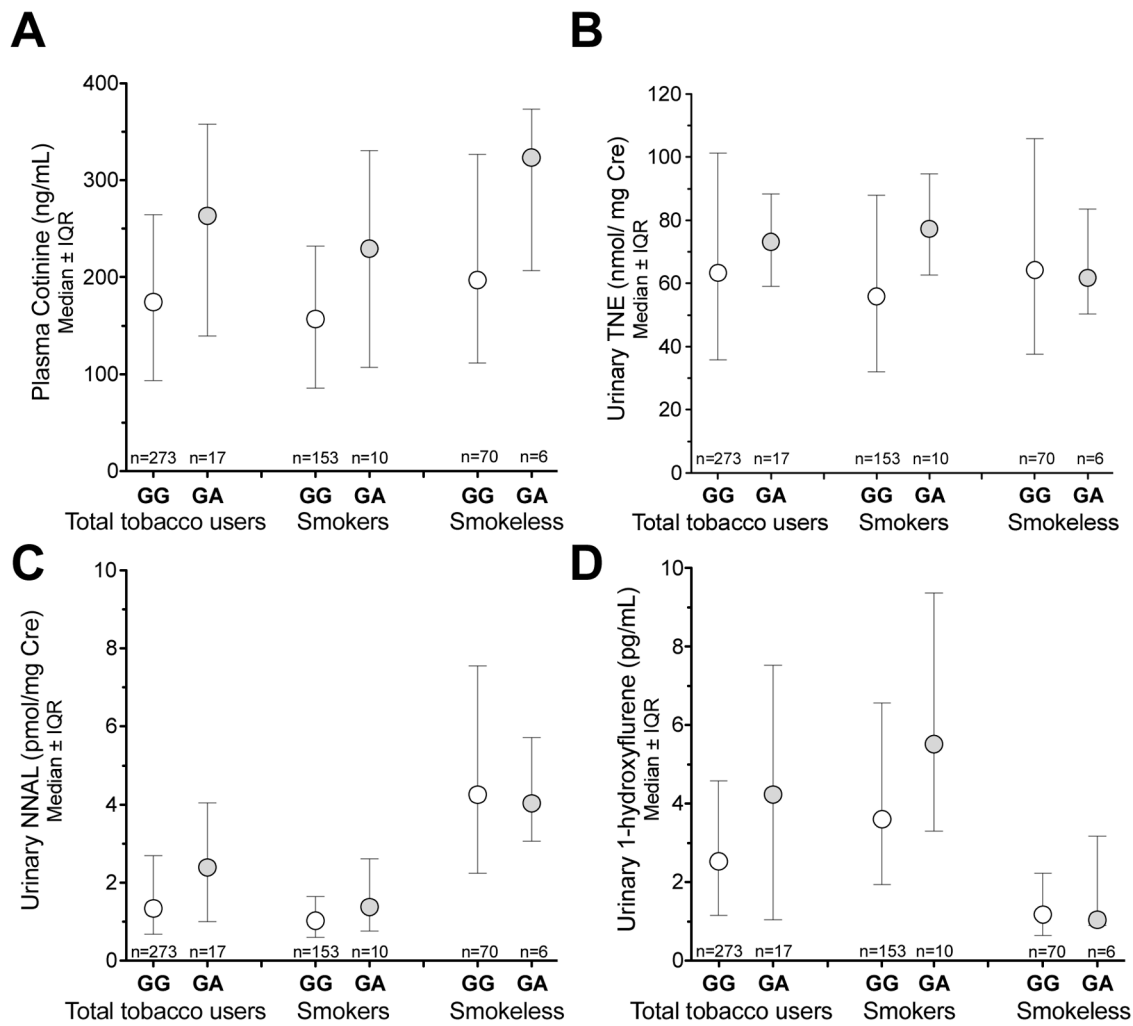 A
Plasma Cotinine (ng/mL)
Median ± IQR
400
300
200
100
0
n=273 n=17 n=153 n=10 n=70 n=6
GG GA GG GA GG GA
Total tobacco users Smokers Smokeless
B
Urinary TNE (nmol/ mg Cre)
Median ± IQR
120
100
80
60
40
20
0
n=273 n=17 n=153 n=10 n=70 n=6
GG GA GG GA GG GA
Total tobacco users Smokers Smokeless
C
Urinary NNAL (pmol/mg Cre)
Median ± IQR
10
8
6
4
2
0
n=273 n=17 n=153 n=10 n=70 n=6
GG GA GG GA GG GA
Total tobacco users Smokers Smokeless
D
Urinary 1-hydroxyflurene (pg/mL)
Median ± IQR
10
8
6
4
2
0
n=273 n=17 n=153 n=10 n=70 n=6
GG GA GG GA GG GA
Total tobacco users Smokers Smokeless